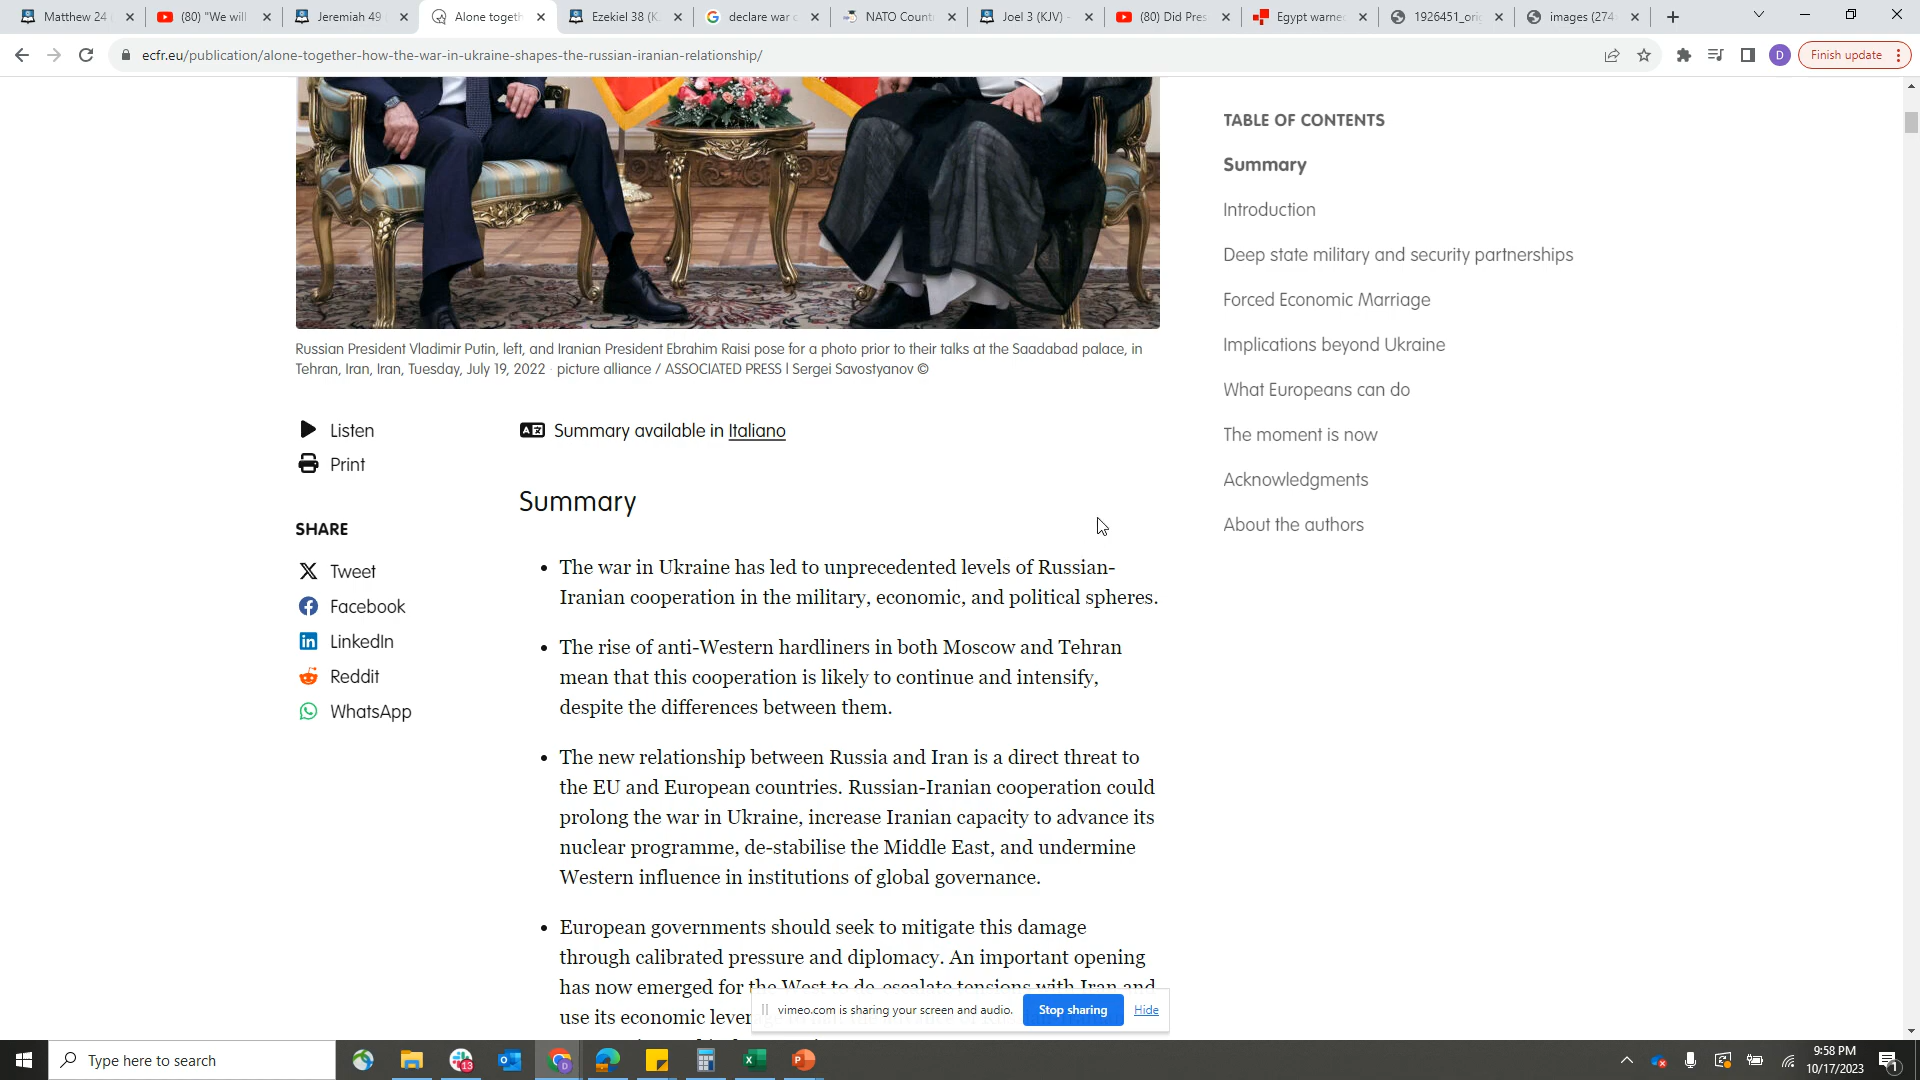 Matthew 24
(80) "We will
Jeremiah 49
Alone togeth
Ezekiel 38 (K
declare war
NATO Count
Joel 3 (KJV) -
(80) Did Pres
Egypt warne
1926451_ori
images (274
ecfr.eu/publication/alone-together-how-the-war-in-ukraine-shapes-the-russian-iranian-relationship/
D
Finish update
Russian President Vladimir Putin, left, and Iranian President Ebrahim Raisi pose for a photo prior to their talks at the Saadabad palace, in
Tehran, Iran, Iran, Tuesday, July 19, 2022 · picture alliance / ASSOCIATED PRESS | Sergei Savostyanov ©
Listen
Print
SHARE
Tweet
Facebook
LinkedIn
Reddit
WhatsApp
Summary available in Italiano
Summary
• The war in Ukraine has led to unprecedented levels of Russian-
Iranian cooperation in the military, economic, and political spheres.
• The rise of anti-Western hardliners in both Moscow and Tehran
mean that this cooperation is likely to continue and intensify,
despite the differences between them.
• The new relationship between Russia and Iran is a direct threat to
the EU and European countries. Russian-Iranian cooperation could
prolong the war in Ukraine, increase Iranian capacity to advance its
nuclear programme, de-stabilise the Middle East, and undermine
Western influence in institutions of global governance.
• European governments should seek to mitigate this damage
through calibrated pressure and diplomacy. An important opening
has now emerged for the West to de-escalate tensions with Iran and
use its economic lever
TABLE OF CONTENTS
Summary
Introduction
Deep state military and security partnerships
Forced Economic Marriage
Implications beyond Ukraine
What Europeans can do
The moment is now
Acknowledgments
About the authors
vimeo.com is sharing your screen and audio.
Stop sharing
Hide
Type here to search
13
9:58 PM
10/17/2023
1